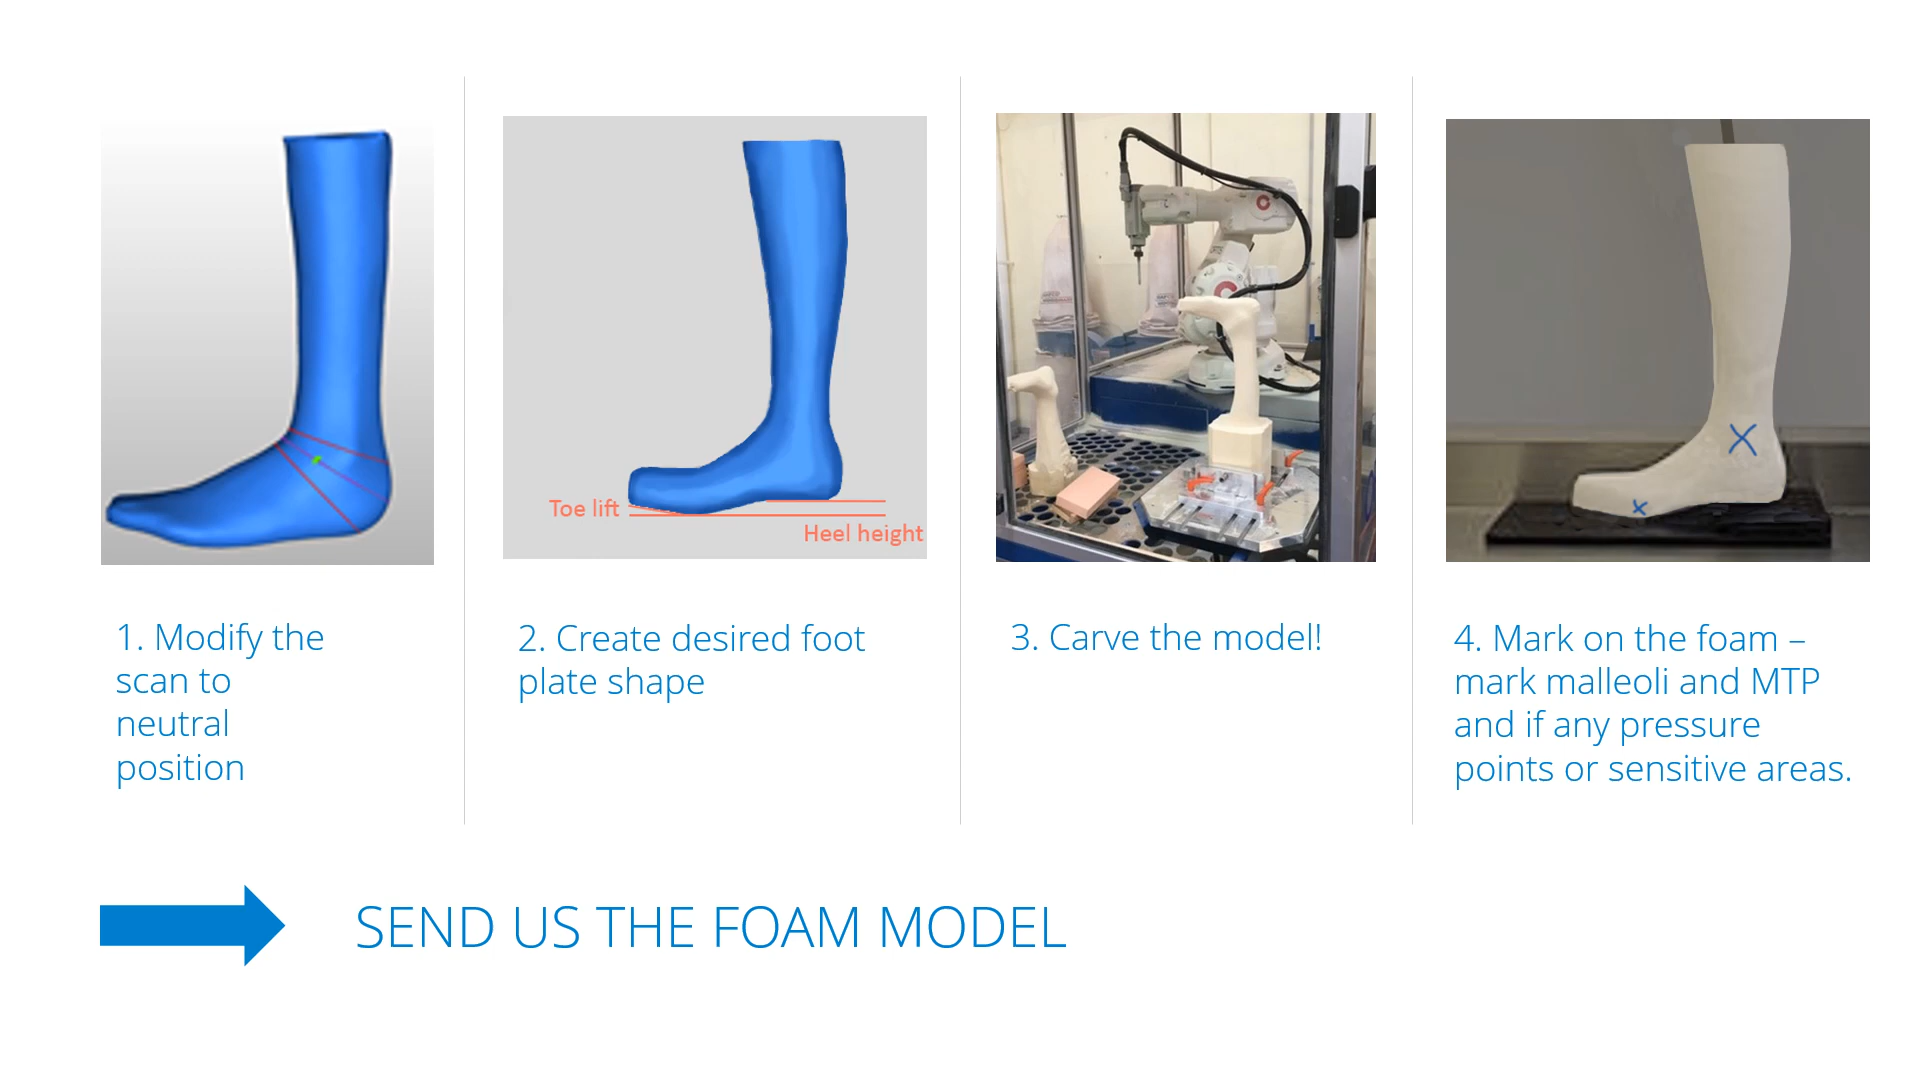 Toe lift
Heel height
1. Modify the
scan to
neutral
position
2. Create desired foot
plate shape
3. Carve the model!
4. Mark on the foam –
mark malleoli and MTP
and if any pressure
points or sensitive areas.
SEND US THE FOAM MODEL